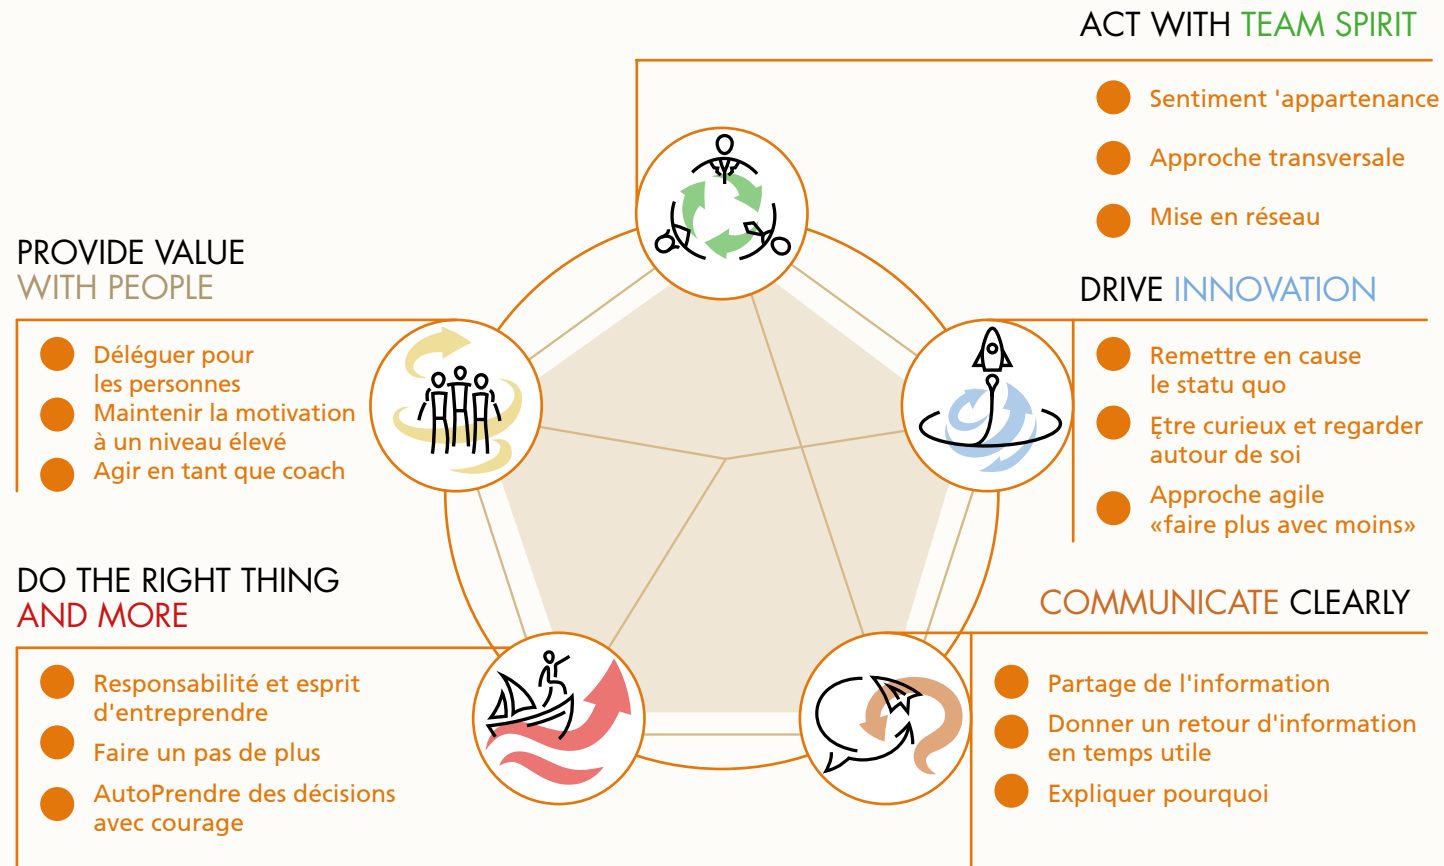 ACT WITH TEAM SPIRIT
Sentiment 'appartenance
Approche transversale
Mise en réseau
PROVIDE VALUE
WITH PEOPLE
Déléguer pour
les personnes
Maintenir la motivation
à un niveau élevé
Agir en tant que coach
DRIVE INNOVATION
Remettre en cause
le statu quo
Ętre curieux et regarder
autour de soi
Approche agile
«faire plus avec moins»
DO THE RIGHT THING
AND MORE
Responsabilité et esprit
d'entreprendre
Faire un pas de plus
AutoPrendre des décisions
avec courage
COMMUNICATE CLEARLY
Partage de l'information
Donner un retour d'information
en temps utile
Expliquer pourquoi